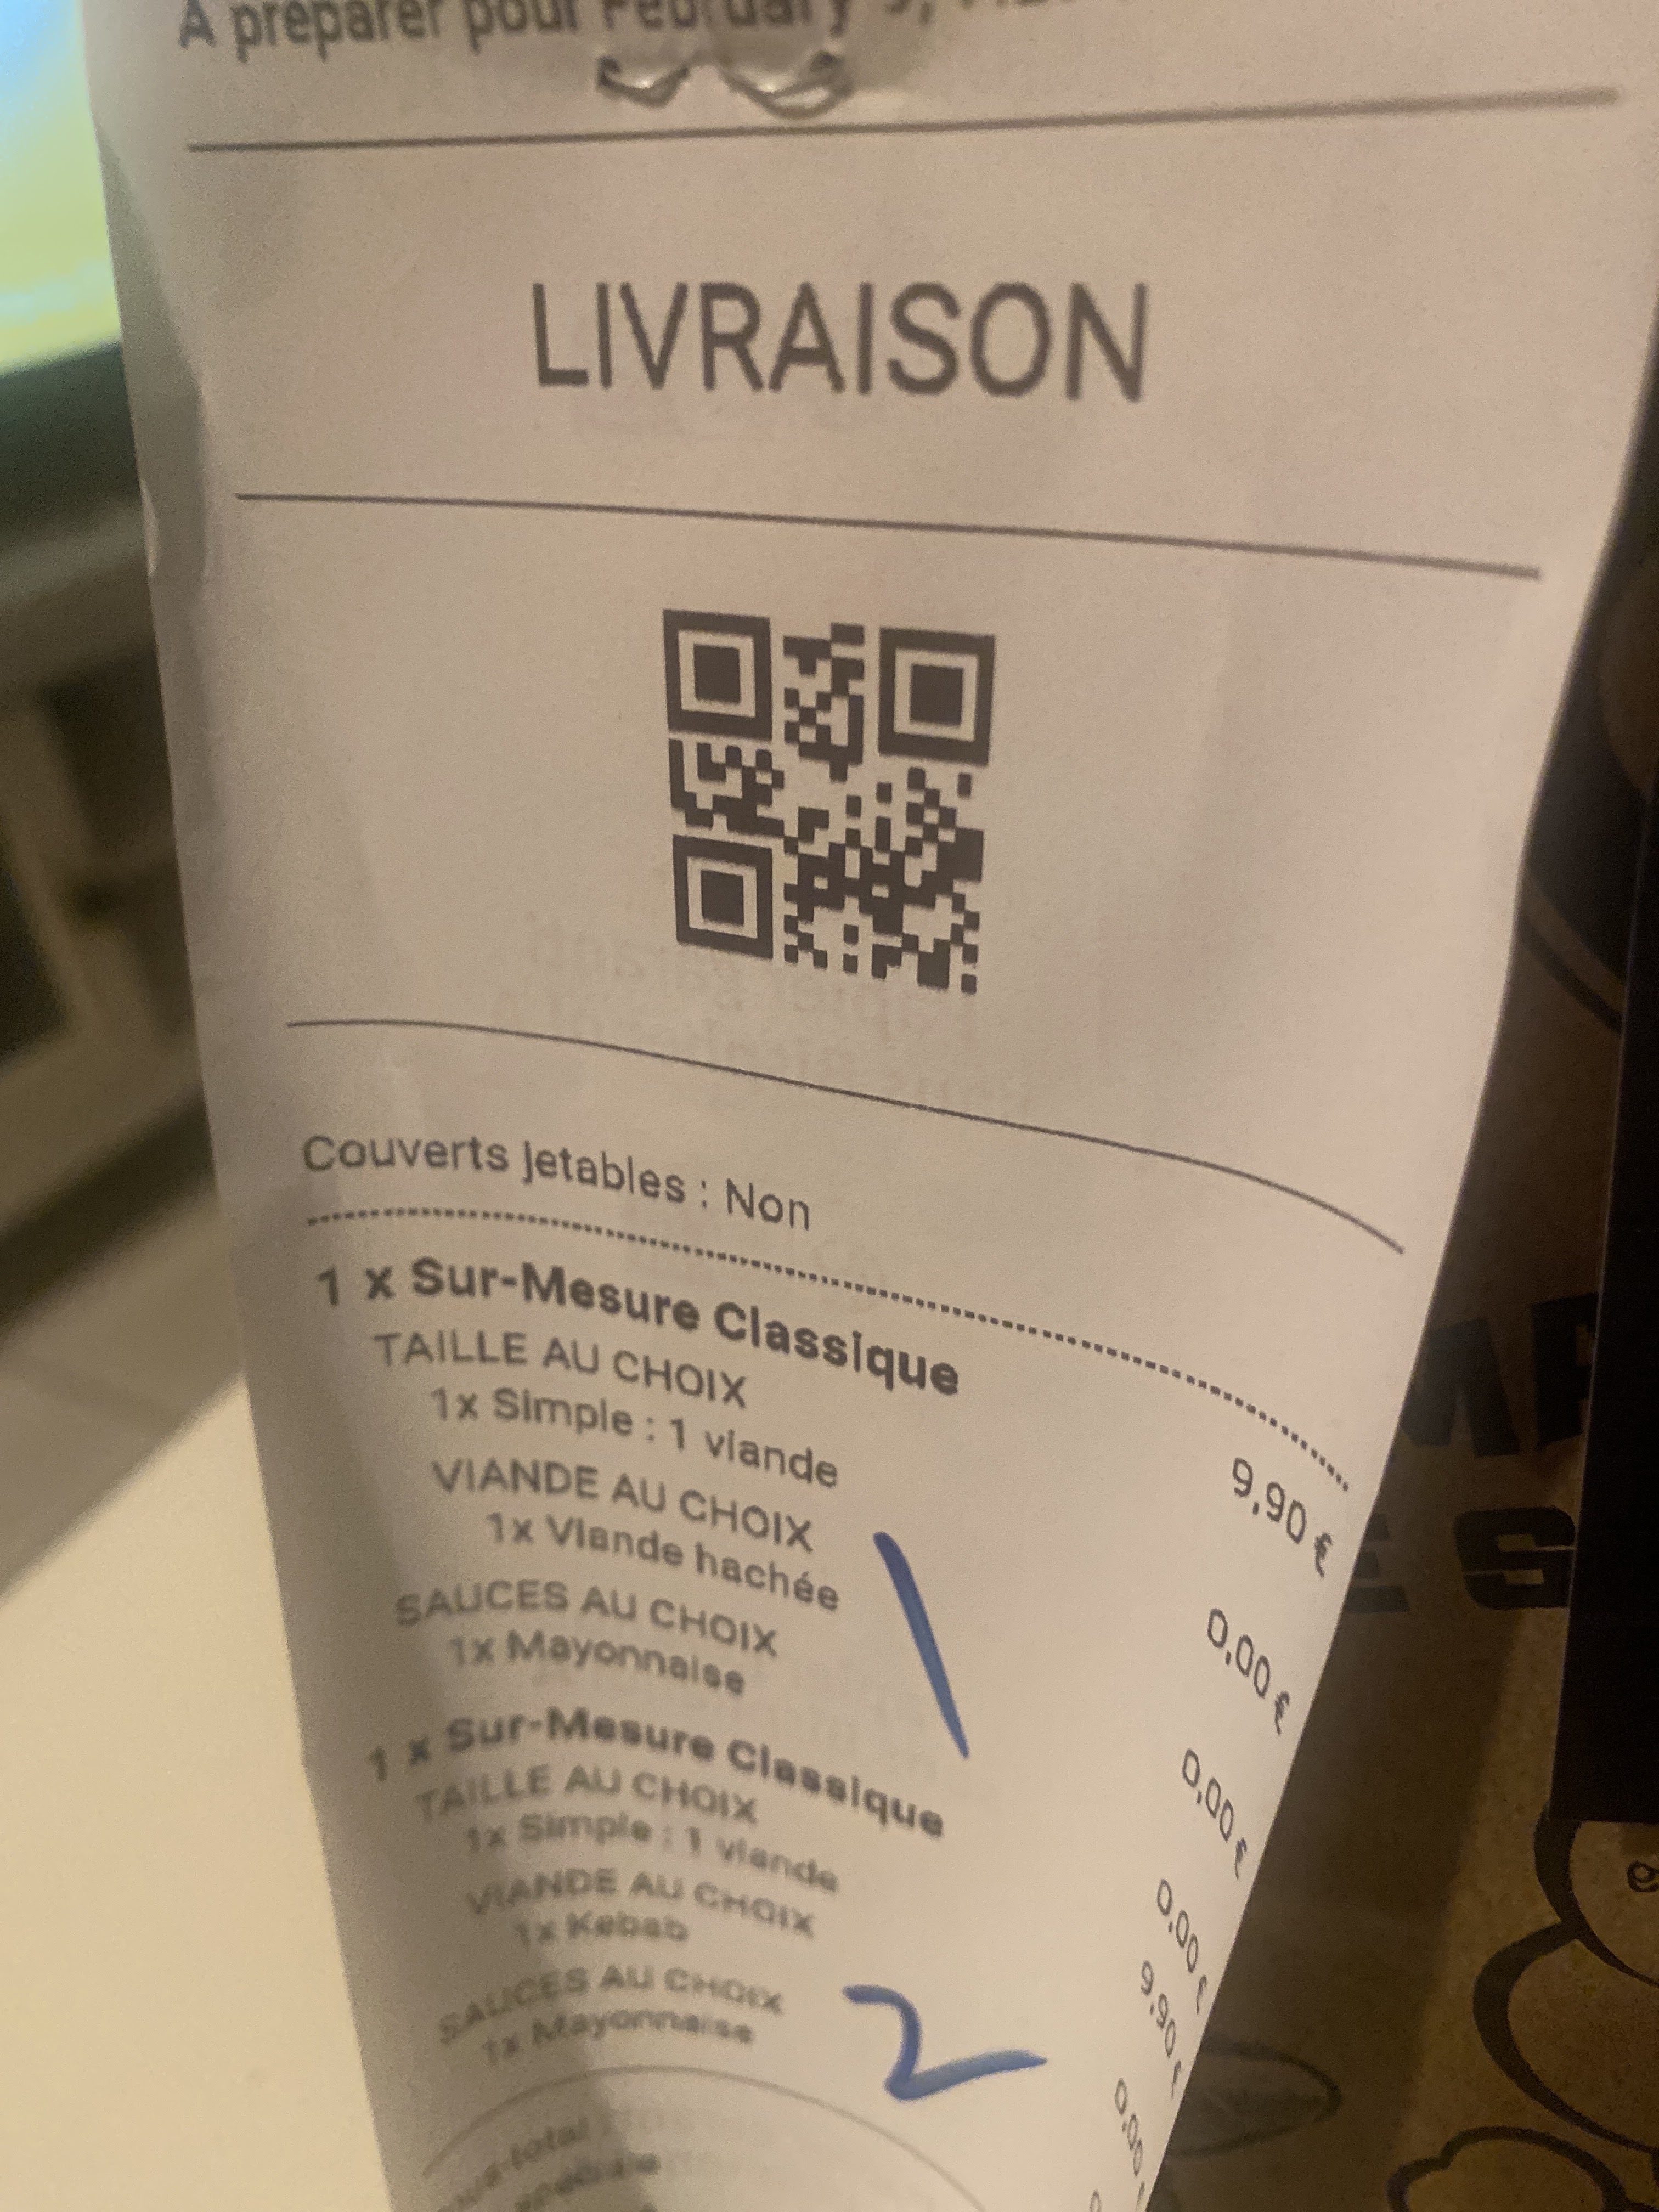 À préparer pour February
LIVRAISON
Couverts jetables : Non
1 x Sur-Mesure Classique 9,90 €
TAILLE AU CHOIX
1x Simple : 1 viande 0,00 €
VIANDE AU CHOIX
1x Viande hachée 0,00 €
SAUCES AU CHOIX
1x Mayonnaise 0,00 €
1
1 x Sur-Mesure Classique 9,90 €
TAILLE AU CHOIX
1x Simple : 1 viande 0,00
VIANDE AU CHOIX
1x Kebab
SAUCES AU CHOIX
1x Mayonnaise
2